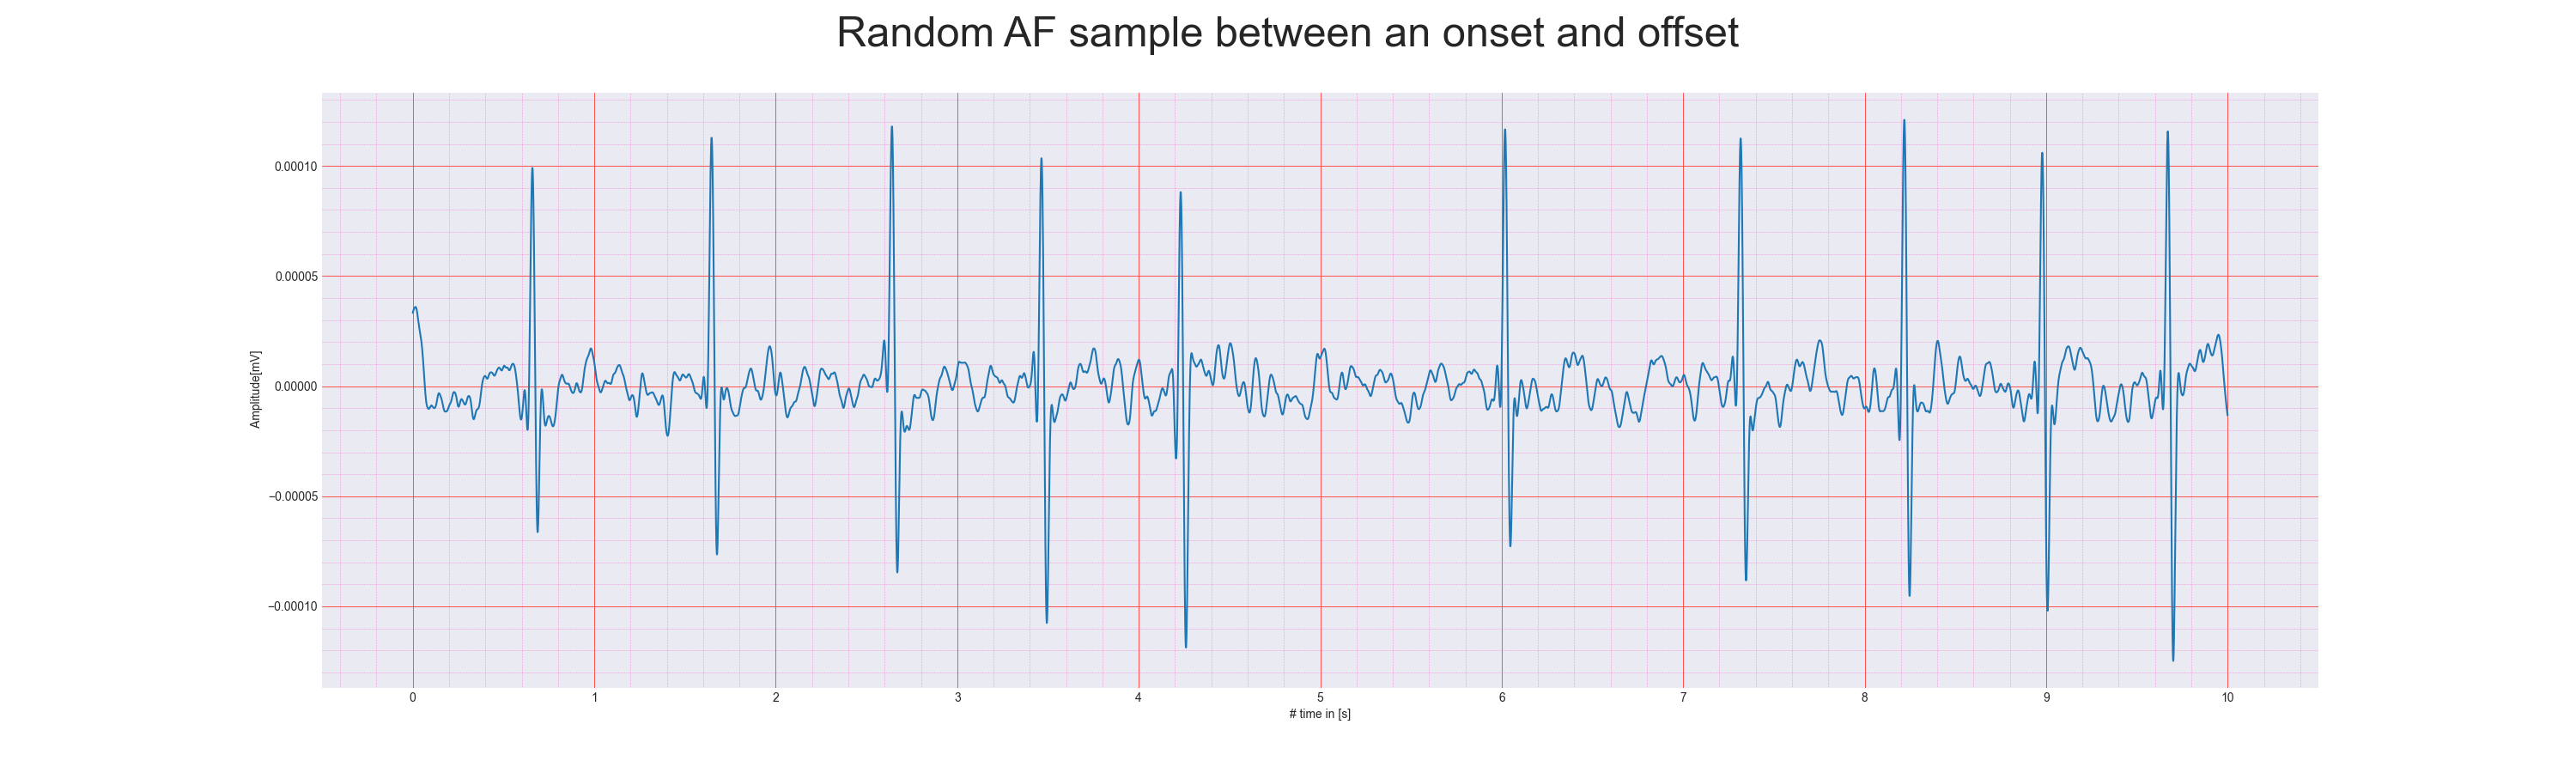 Random AF sample between an onset and offset
Amplitude[mV]
0.00010
0.00005
0.00000
−0.00005
−0.00010
0 1 2 3 4 5 6 7 8 9 10
# time in [s]